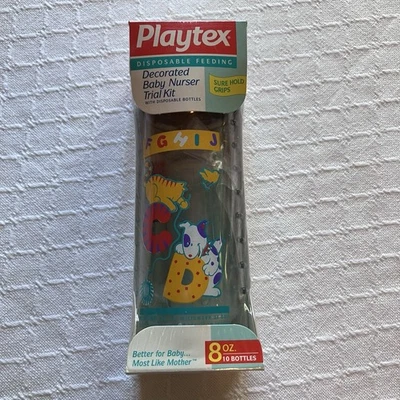 Playtex
DISPOSABLE FEEDING
Decorated
Baby Nurser
Trial Kit
WITH DISPOSABLE BOTTLES
SURE HOLD
GRIPS
F G H I J
C
D
Better for Baby...
Most Like Mother™
8 OZ.
10 BOTTLES